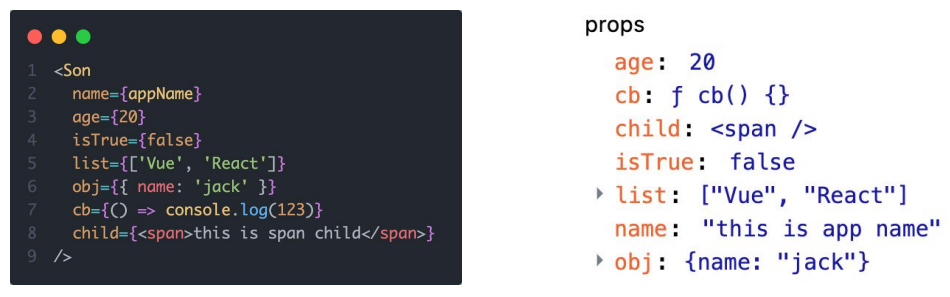 1 <Son
2 name={appName}
3 age={20}
4 isTrue={false}
5 list={['Vue', 'React']}
6 obj={{ name: 'jack' }}
7 cb={() => console.log(123)}
8 child={<span>this is span child</span>}
9 />
props
age: 20
cb: ƒ cb() {}
child: <span />
isTrue: false
list: ["Vue", "React"]
name: "this is app name"
obj: {name: "jack"}